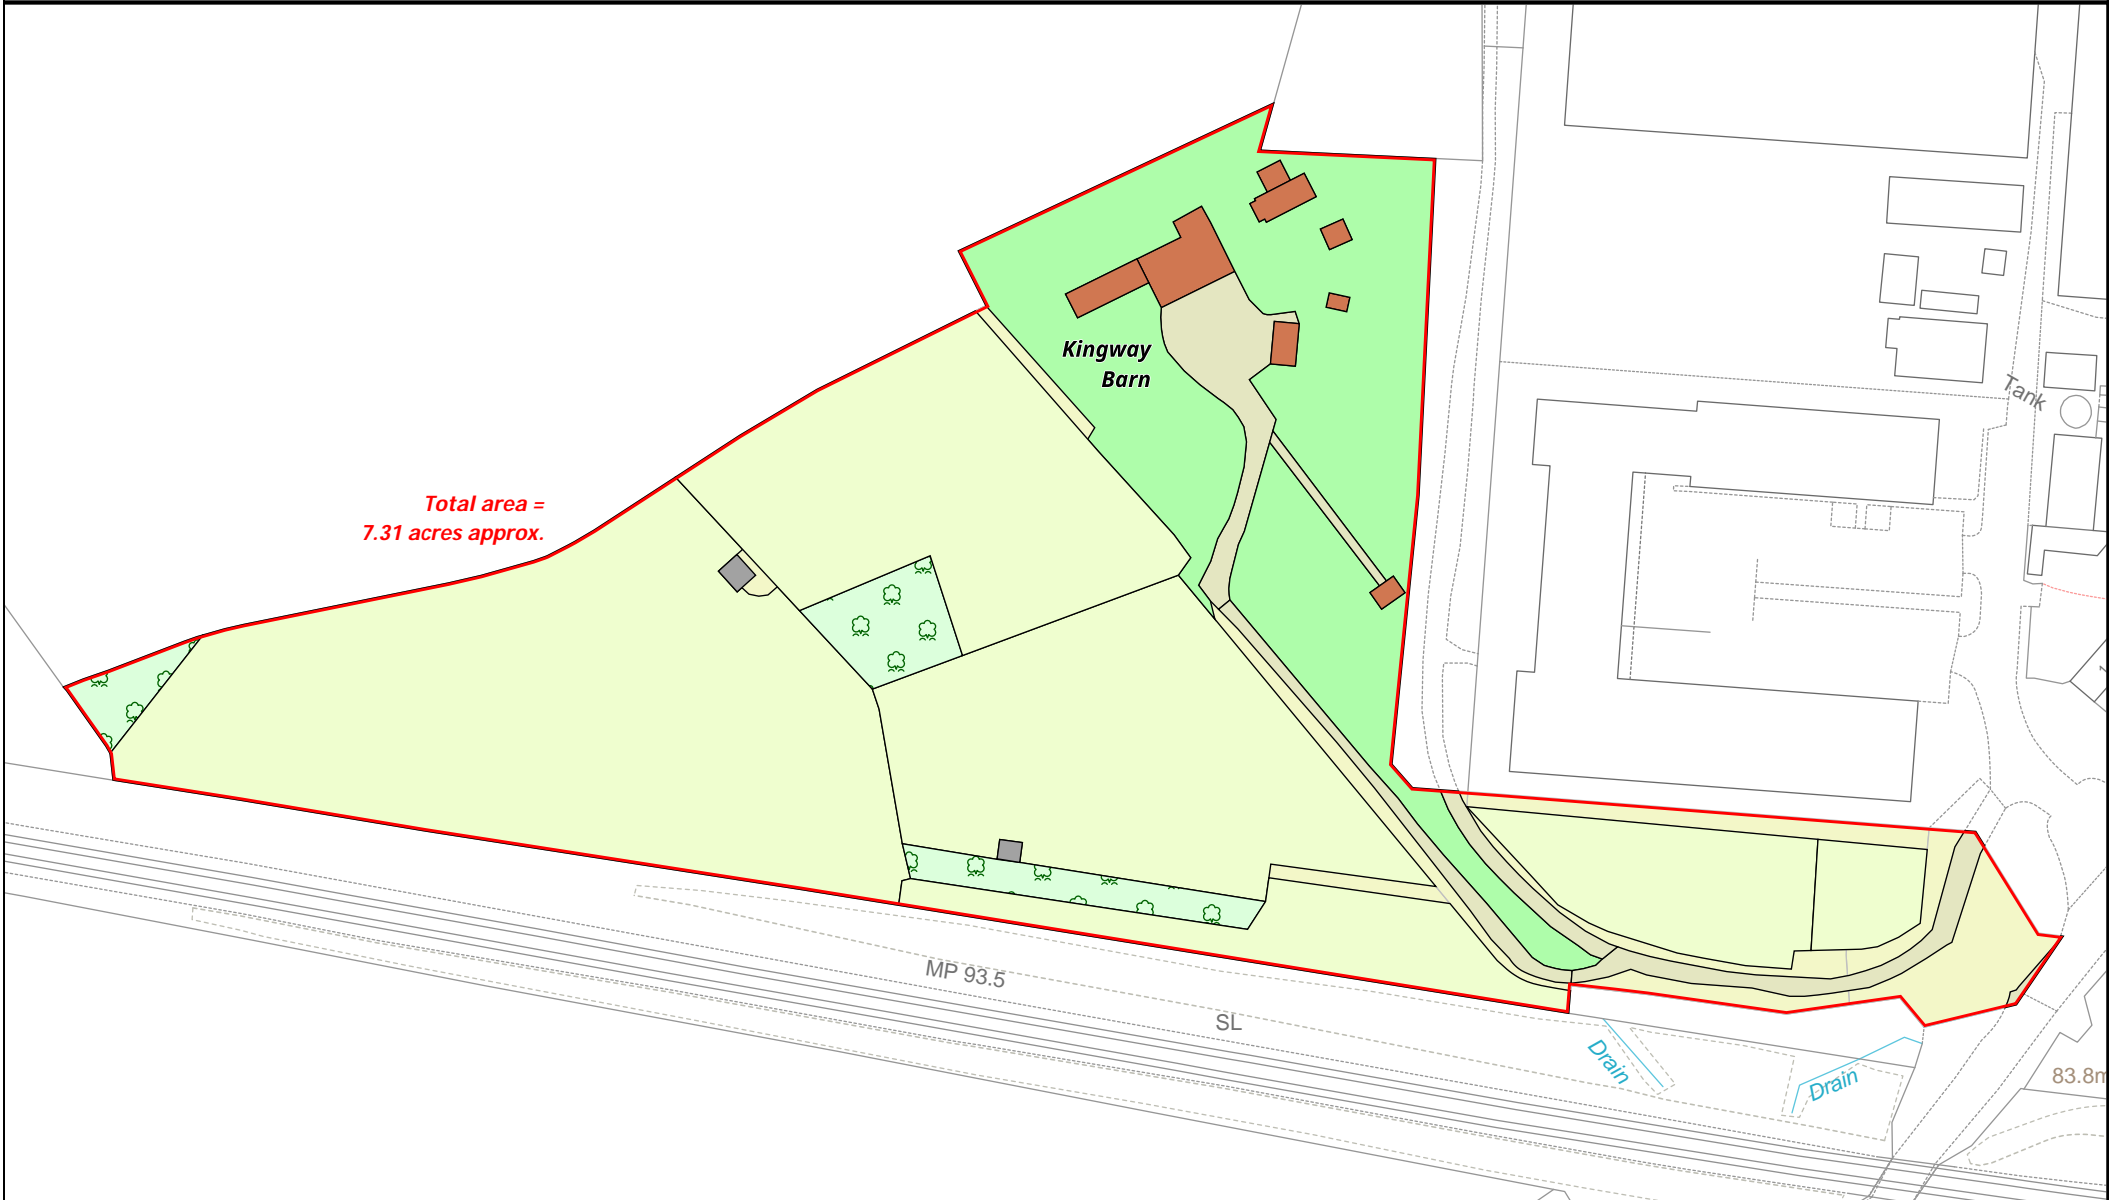 Kingway
Barn
Tank
Total area =
7.31 acres approx.
MP 93.5
SL
Drain
Drain
83.8m